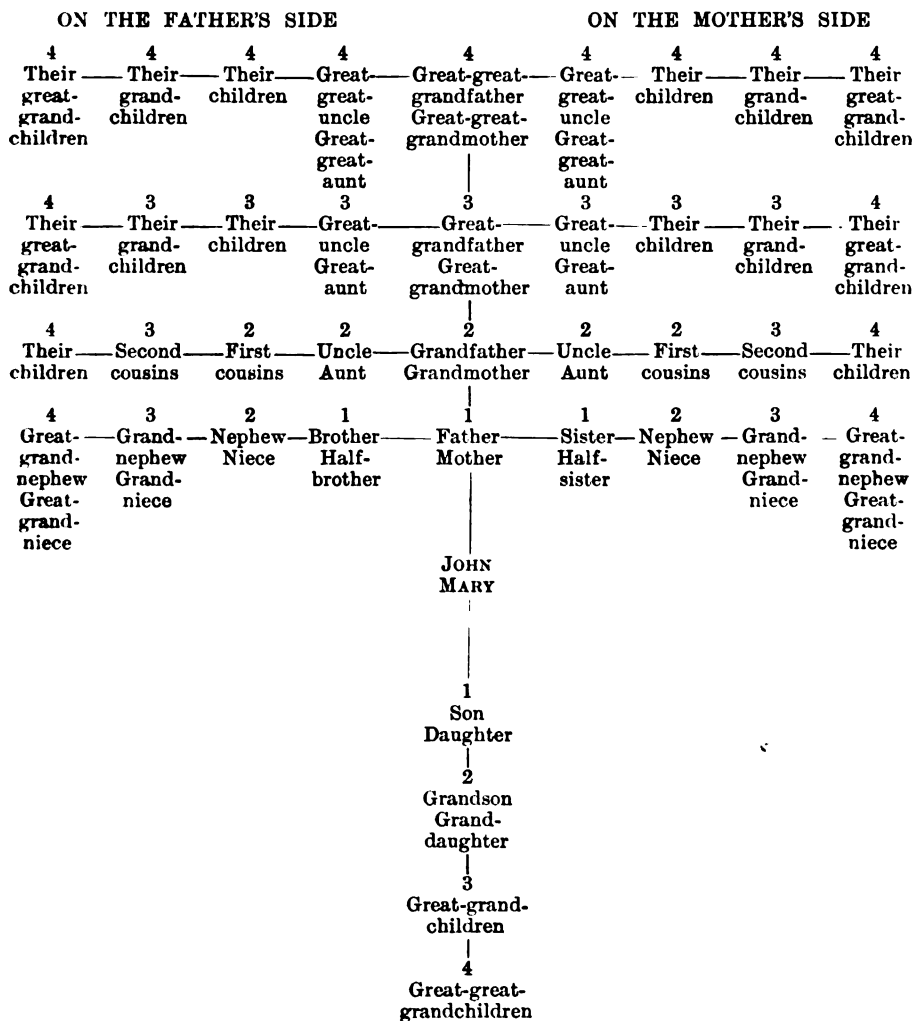 ON THE FATHER'S SIDE ON THE MOTHER'S SIDE
4 4 4 4 4 4 4 4 4
Their Their Their Great- Great-great- Great- Their Their Their
great- grand- children great- grandfather great- children grand- great-
grand- children uncle Great-great- uncle children grand-
children Great- grandmother Great- children
great- great-
aunt aunt
4 3 3 3 3 3 3 3 4
Their Their Their Great- Great- Great- Their Their Their
great- grand- children uncle grandfather uncle children grand- great-
grand- children Great- Great- Great- children grand-
children aunt grandmother aunt children
4 3 2 2 2 2 2 3 4
Their Second First Uncle Grandfather Uncle First Second Their
children cousins cousins Aunt Grandmother Aunt cousins cousins children
4 3 2 1 1 1 2 3 4
Great- Grand- Nephew Brother Father Sister Nephew Grand- Great-
grand- nephew Niece Half- Mother Half- Niece nephew grand-
nephew Grand- brother sister Grand- nephew
Great- niece niece Great-
grand- grand-
niece niece
JOHN
MARY
1
Son
Daughter
2
Grandson
Grand-
daughter
3
Great-grand-
children
4
Great-great-
grandchildren